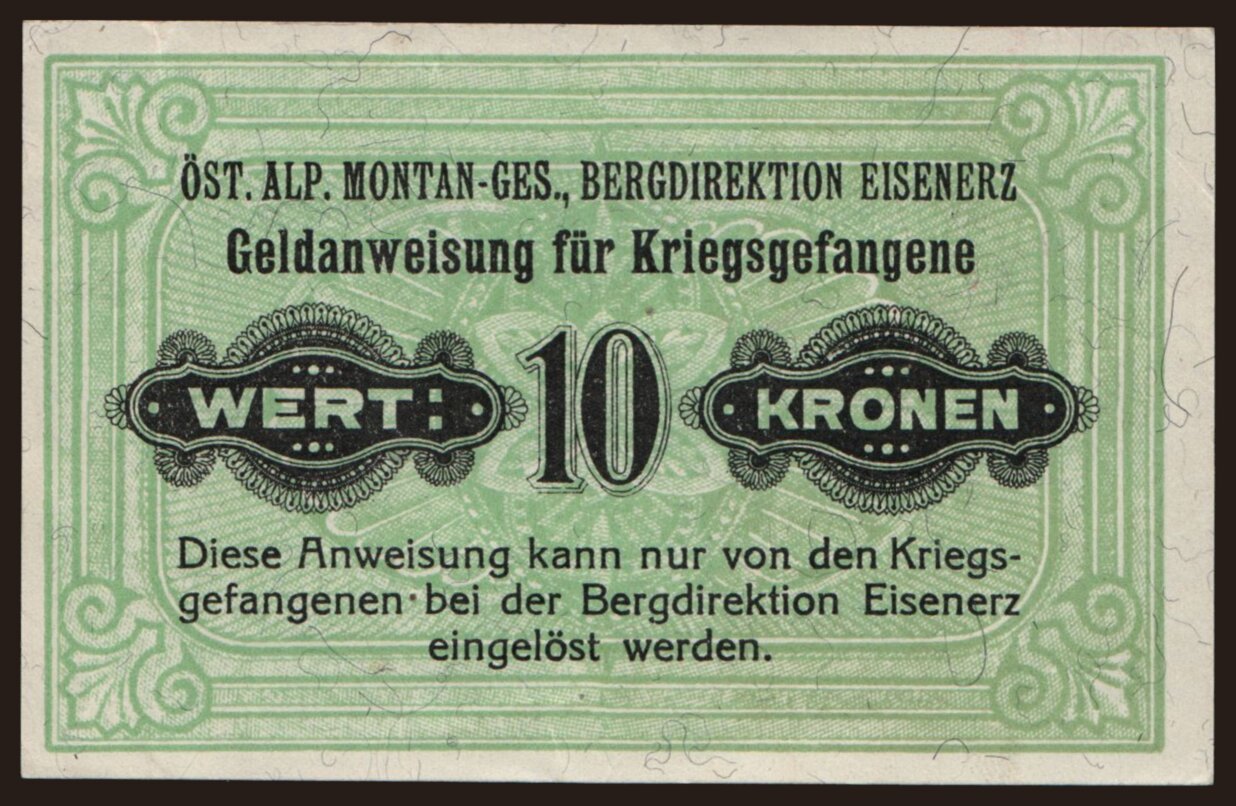 ÖST. ALP. MONTAN-GES., BERGDIREKTION EISENERZ
Geldanweisung für Kriegsgefangene
WERT: 10 KRONEN
Diese Anweisung kann nur von den Kriegs-
gefangenen bei der Bergdirektion Eisenerz
eingelöst werden.